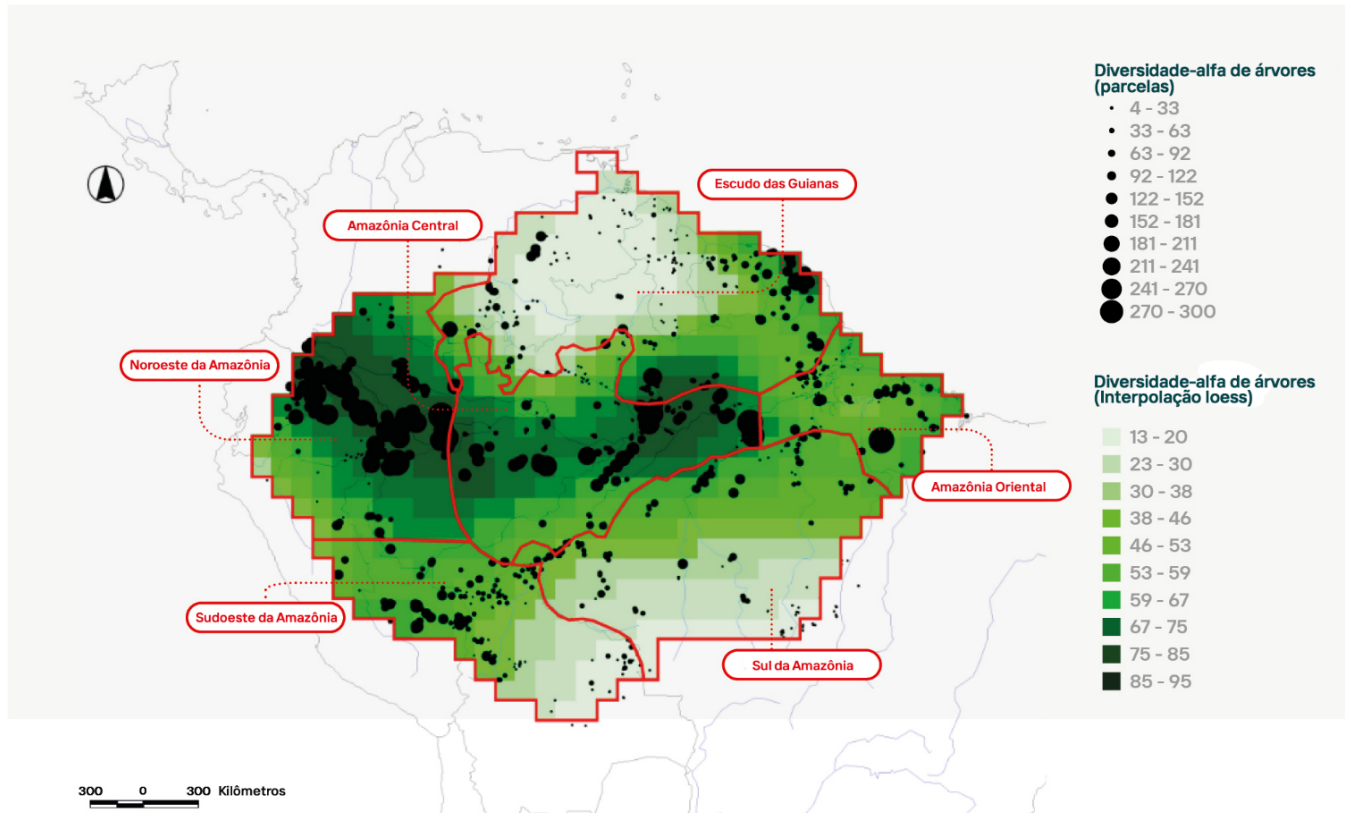 Diversidade-alfa de árvores
(parcelas)
4 - 33
33 - 63
63 - 92
92 - 122
122 - 152
152 - 181
181 - 211
211 - 241
241 - 270
270 - 300
Diversidade-alfa de árvores
(Interpolação loess)
13 - 20
23 - 30
30 - 38
38 - 46
46 - 53
53 - 59
59 - 67
67 - 75
75 - 85
85 - 95
Escudo das Guianas
Amazônia Central
Noroeste da Amazônia
Amazônia Oriental
Sudoeste da Amazônia
Sul da Amazônia
300 0 300 Kilômetros